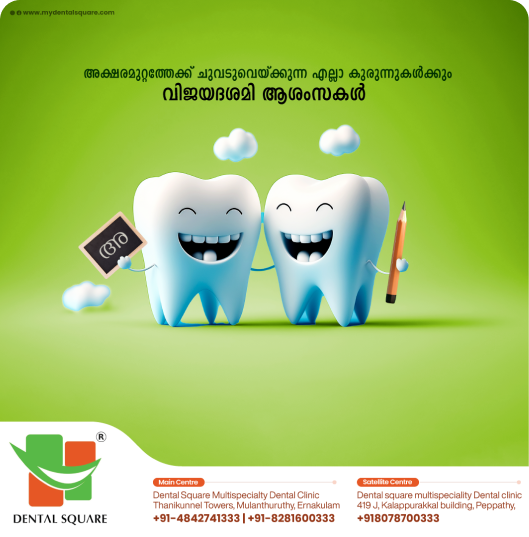 www.mydentalsquare.com
അക്ഷരമുറ്റത്തേക്ക് ചുവടുവെയ്ക്കുന്ന എല്ലാ കുരുന്നുകൾക്കും
വിജയദശമി ആശംസകൾ
അ
®
DENTAL SQUARE
Main Centre
Dental Square Multispecialty Dental Clinic
Thanikunnel Towers, Mulanthuruthy, Ernakulam
+91-4842741333 | +91-8281600333
Satellite Centre
Dental square multispeciality Dental clinic
419 J, Kalappurakkal building, Peppathy,
+918078700333